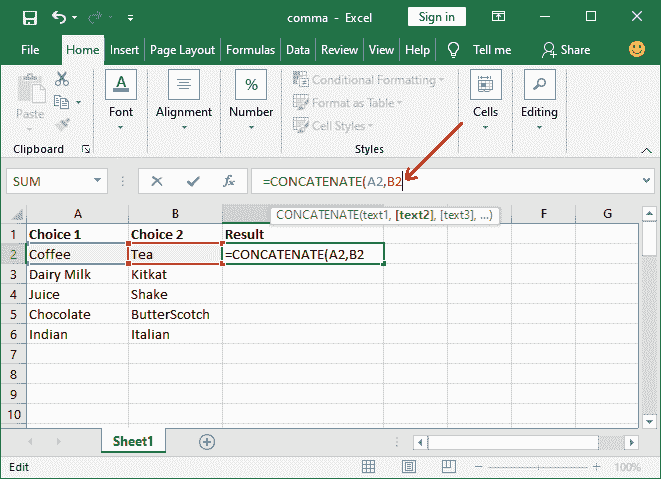 comma - Excel
Sign in
File Home Insert Page Layout Formulas Data Review View Help Tell me Share
Paste
Clipboard
Font
Alignment
%
Number
Conditional Formatting
Format as Table
Cell Styles
Styles
Cells
Editing
SUM fx =CONCATENATE(A2,B2
CONCATENATE(text1, [text2], [text3], ...)
A B F G
1 Choice 1 Choice 2 Result
2 Coffee Tea =CONCATENATE(A2,B2
3 Dairy Milk Kitkat
4 Juice Shake
5 Chocolate ButterScotch
6 Indian Italian
7
8
9
10
Sheet1
Edit 100%